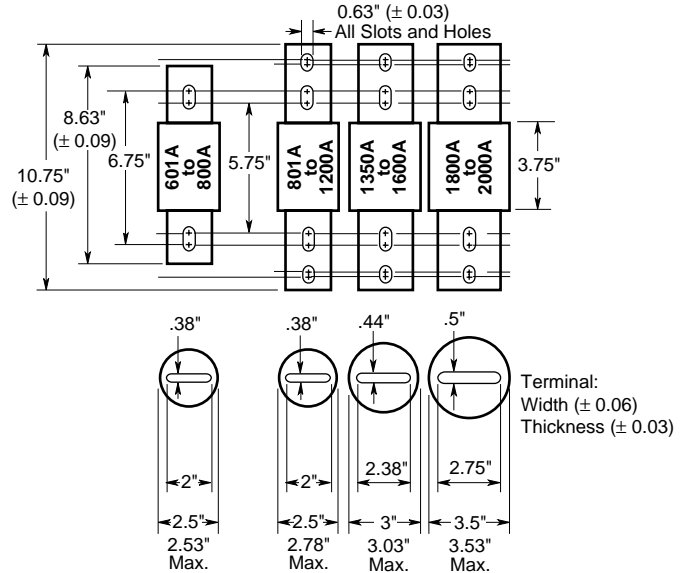 0.63" (± 0.03)
All Slots and Holes
8.63"
(± 0.09)
6.75"
5.75"
10.75"
(± 0.09)
3.75"
601A
to
800A
801A
to
1200A
1350A
to
1600A
1800A
to
2000A
.38"
.38"
.44"
.5"
Terminal:
Width (± 0.06)
Thickness (± 0.03)
2"
2"
2.38"
2.75"
2.5"
2.5"
3"
3.5"
2.53"
Max.
2.78"
Max.
3.03"
Max.
3.53"
Max.